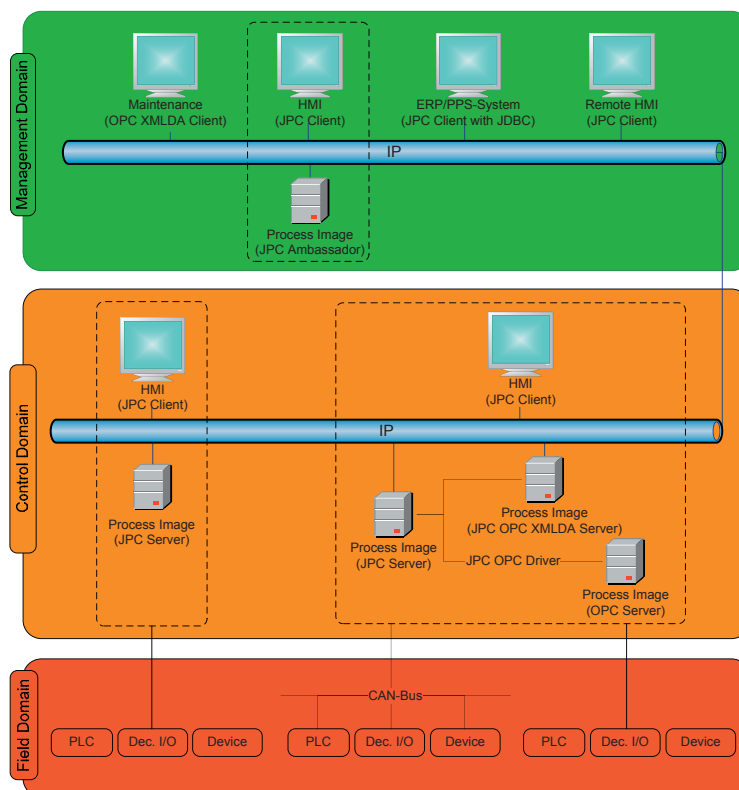 Management Domain
Maintenance
(OPC XMLDA Client)
HMI
(JPC Client)
ERP/PPS-System
(JPC Client with JDBC)
Remote HMI
(JPC Client)
IP
Process Image
(JPC Ambassador)
Control Domain
HMI
(JPC Client)
HMI
(JPC Client)
IP
Process Image
(JPC Server)
Process Image
(JPC Server)
Process Image
(JPC OPC XMLDA Server)
JPC OPC Driver
Process Image
(OPC Server)
Field Domain
CAN-Bus
PLC
Dec. I/O
Device
PLC
Dec. I/O
Device
PLC
Dec. I/O
Device